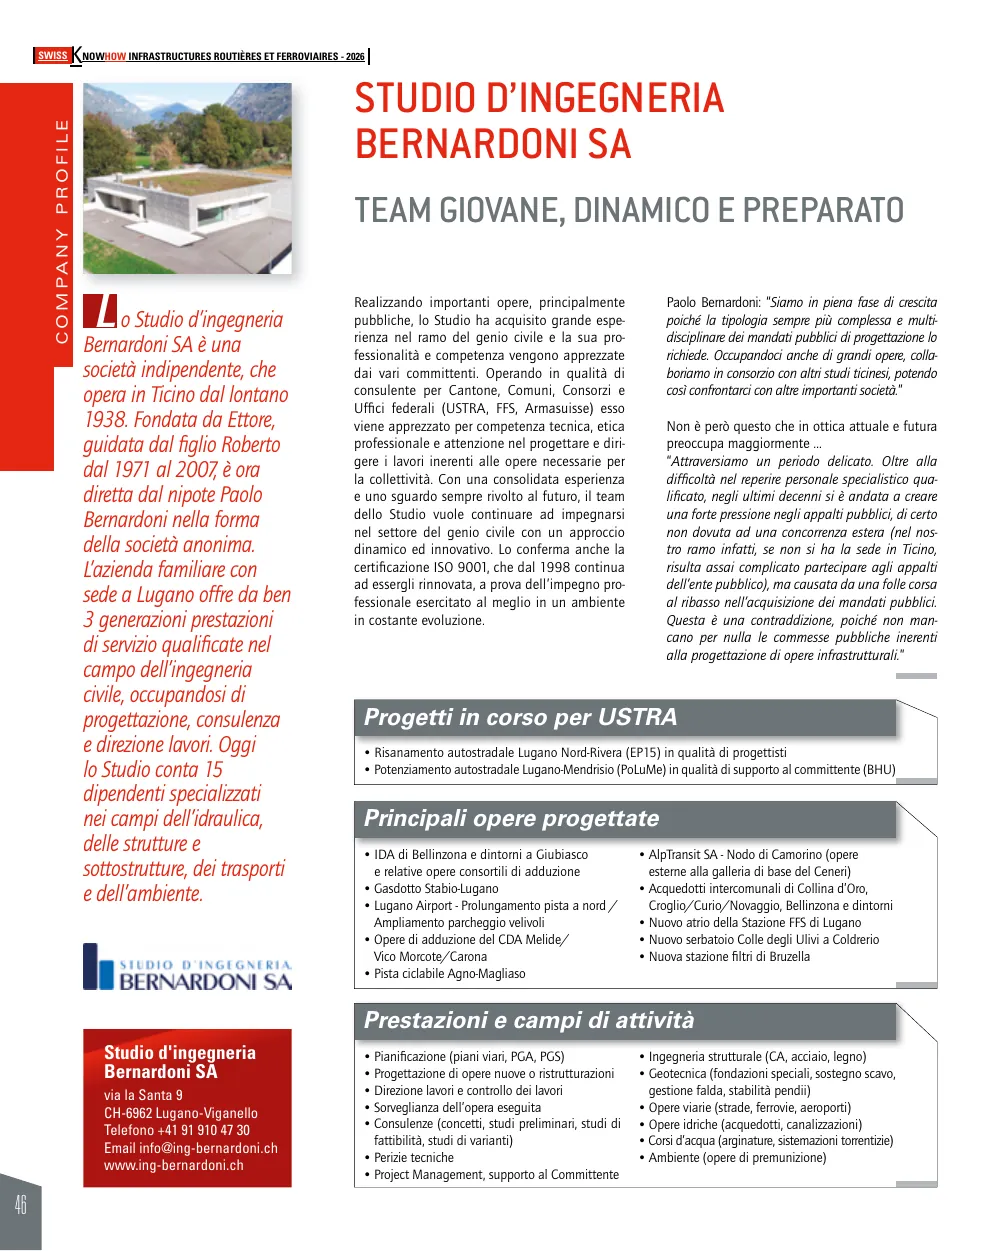 SWISS KNOWHOW INFRASTRUCTURES ROUTIÈRES ET FERROVIAIRES - 2026
COMPANY PROFILE
STUDIO D'INGEGNERIA
BERNARDONI SA
TEAM GIOVANE, DINAMICO E PREPARATO
Lo Studio d'ingegneria
Bernardoni SA è una
società indipendente, che
opera in Ticino dal lontano
1938. Fondata da Ettore,
guidata dal figlio Roberto
dal 1971 al 2007, è ora
diretta dal nipote Paolo
Bernardoni nella forma
della società anonima.
L'azienda familiare con
sede a Lugano offre da ben
3 generazioni prestazioni
di servizio qualificate nel
campo dell'ingegneria
civile, occupandosi di
progettazione, consulenza
e direzione lavori. Oggi
lo Studio conta 15
dipendenti specializzati
nei campi dell'idraulica,
delle strutture e
sottostrutture, dei trasporti
e dell'ambiente.
STUDIO D'INGEGNERIA
BERNARDONI SA
Studio d'ingegneria
Bernardoni SA
via la Santa 9
CH-6962 Lugano-Viganello
Telefono +41 91 910 47 30
Email info@ing-bernardoni.ch
www.ing-bernardoni.ch
Realizzando importanti opere, principalmente
pubbliche, lo Studio ha acquisito grande espe-
rienza nel ramo del genio civile e la sua pro-
fessionalità e competenza vengono apprezzate
dai vari committenti. Operando in qualità di
consulente per Cantone, Comuni, Consorzi e
Uffici federali (USTRA, FFS, Armasuisse) esso
viene apprezzato per competenza tecnica, etica
professionale e attenzione nel progettare e diri-
gere i lavori inerenti alle opere necessarie per
la collettività. Con una consolidata esperienza
e uno sguardo sempre rivolto al futuro, il team
dello Studio vuole continuare ad impegnarsi
nel settore del genio civile con un approccio
dinamico ed innovativo. Lo conferma anche la
certificazione ISO 9001, che dal 1998 continua
ad essergli rinnovata, a prova dell'impegno pro-
fessionale esercitato al meglio in un ambiente
in costante evoluzione.
Paolo Bernardoni: "Siamo in piena fase di crescita
poiché la tipologia sempre più complessa e multi-
disciplinare dei mandati pubblici di progettazione lo
richiede. Occupandoci anche di grandi opere, colla-
boriamo in consorzio con altri studi ticinesi, potendo
così confrontarci con altre importanti società."
Non è però questo che in ottica attuale e futura
preoccupa maggiormente ...
"Attraversiamo un periodo delicato. Oltre alla
difficoltà nel reperire personale specialistico qua-
lificato, negli ultimi decenni si è andata a creare
una forte pressione negli appalti pubblici, di certo
non dovuta ad una concorrenza estera (nel nos-
tro ramo infatti, se non si ha la sede in Ticino,
risulta assai complicato partecipare agli appalti
dell'ente pubblico), ma causata da una folle corsa
al ribasso nell'acquisizione dei mandati pubblici.
Questa è una contraddizione, poiché non man-
cano per nulla le commesse pubbliche inerenti
alla progettazione di opere infrastrutturali."
Progetti in corso per USTRA
• Risanamento autostradale Lugano Nord-Rivera (EP15) in qualità di progettisti
• Potenziamento autostradale Lugano-Mendrisio (PoLuMe) in qualità di supporto al committente (BHU)
Principali opere progettate
• IDA di Bellinzona e dintorni a Giubiasco
e relative opere consortili di adduzione
• Gasdotto Stabio-Lugano
• Lugano Airport - Prolungamento pista a nord /
Ampliamento parcheggio velivoli
• Opere di adduzione del CDA Melide/
Vico Morcote/Carona
• Pista ciclabile Agno-Magliaso
• AlpTransit SA - Nodo di Camorino (opere
esterne alla galleria di base del Ceneri)
• Acquedotti intercomunali di Collina d'Oro,
Croglio/Curio/Novaggio, Bellinzona e dintorni
• Nuovo atrio della Stazione FFS di Lugano
• Nuovo serbatoio Colle degli Ulivi a Coldrerio
• Nuova stazione filtri di Bruzella
Prestazioni e campi di attività
• Pianificazione (piani viari, PGA, PGS)
• Progettazione di opere nuove o ristrutturazioni
• Direzione lavori e controllo dei lavori
• Sorveglianza dell'opera eseguita
• Consulenze (concetti, studi preliminari, studi di
fattibilità, studi di varianti)
• Perizie tecniche
• Project Management, supporto al Committente
• Ingegneria strutturale (CA, acciaio, legno)
• Geotecnica (fondazioni speciali, sostegno scavo,
gestione falda, stabilità pendii)
• Opere viarie (strade, ferrovie, aeroporti)
• Opere idriche (acquedotti, canalizzazioni)
• Corsi d'acqua (arginature, sistemazioni torrentizie)
• Ambiente (opere di premunizione)
46